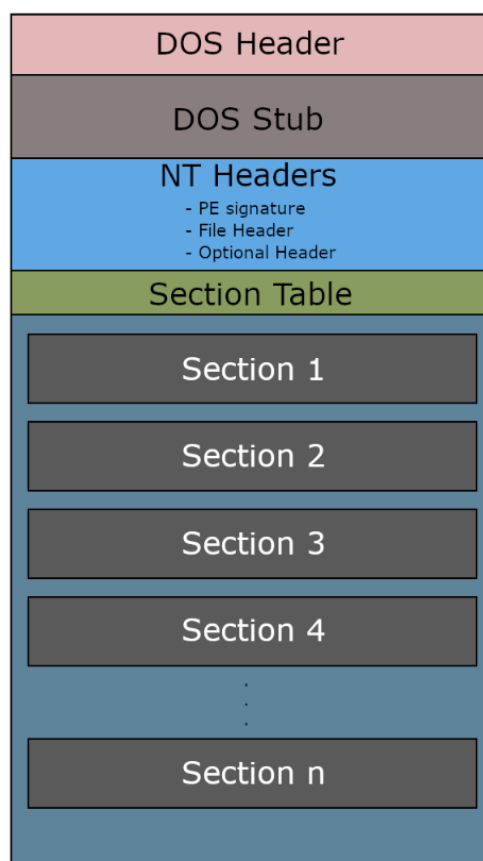 DOS Header
DOS Stub
NT Headers
- PE signature
- File Header
- Optional Header
Section Table
Section 1
Section 2
Section 3
Section 4
.
.
.
Section n